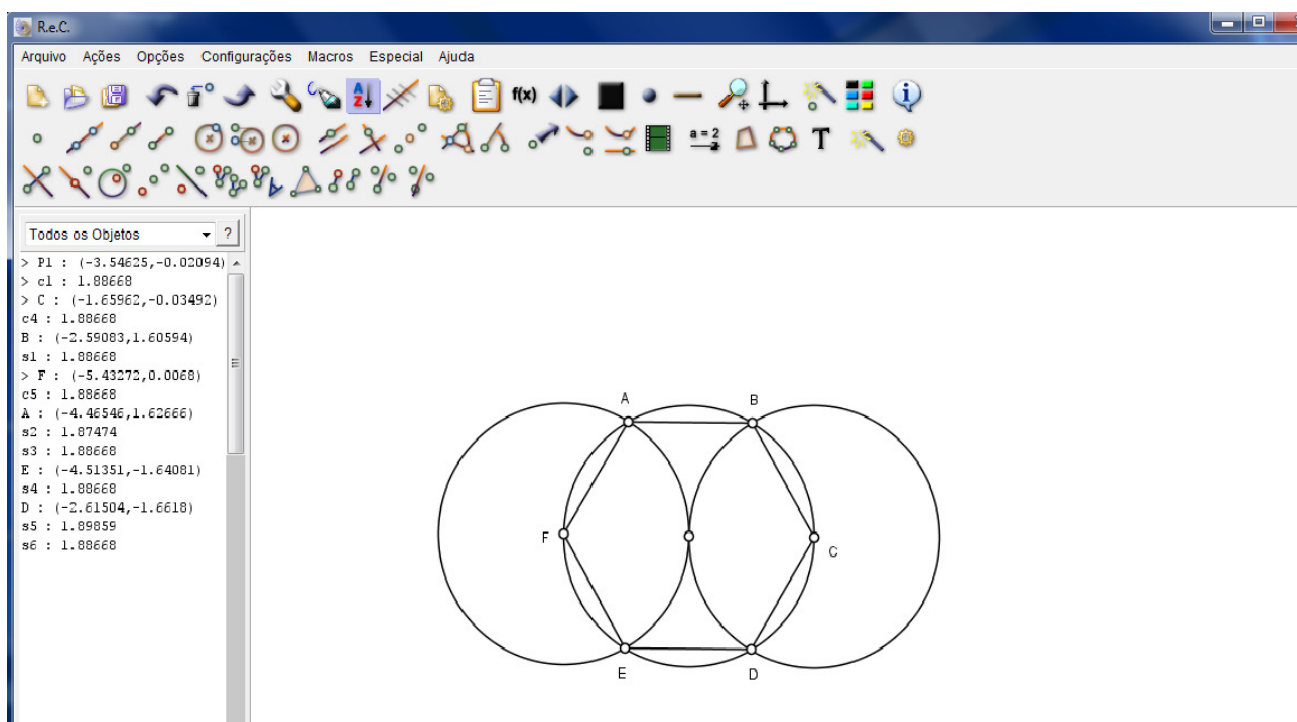 R.e.C.
Arquivo Ações Opções Configurações Macros Especial Ajuda
A Z f(x)
a = 2 T
Todos os Objetos ?
> P1 : (-3.54625,-0.02094)
> c1 : 1.88668
> C : (-1.65962,-0.03492)
c4 : 1.88668
B : (-2.59083,1.60594)
s1 : 1.88668
> F : (-5.43272,0.0068)
c5 : 1.88668
A : (-4.46546,1.62666)
s2 : 1.87474
s3 : 1.88668
E : (-4.51351,-1.64081)
s4 : 1.88668
D : (-2.61504,-1.6618)
s5 : 1.89859
s6 : 1.88668
A B
F C
E D